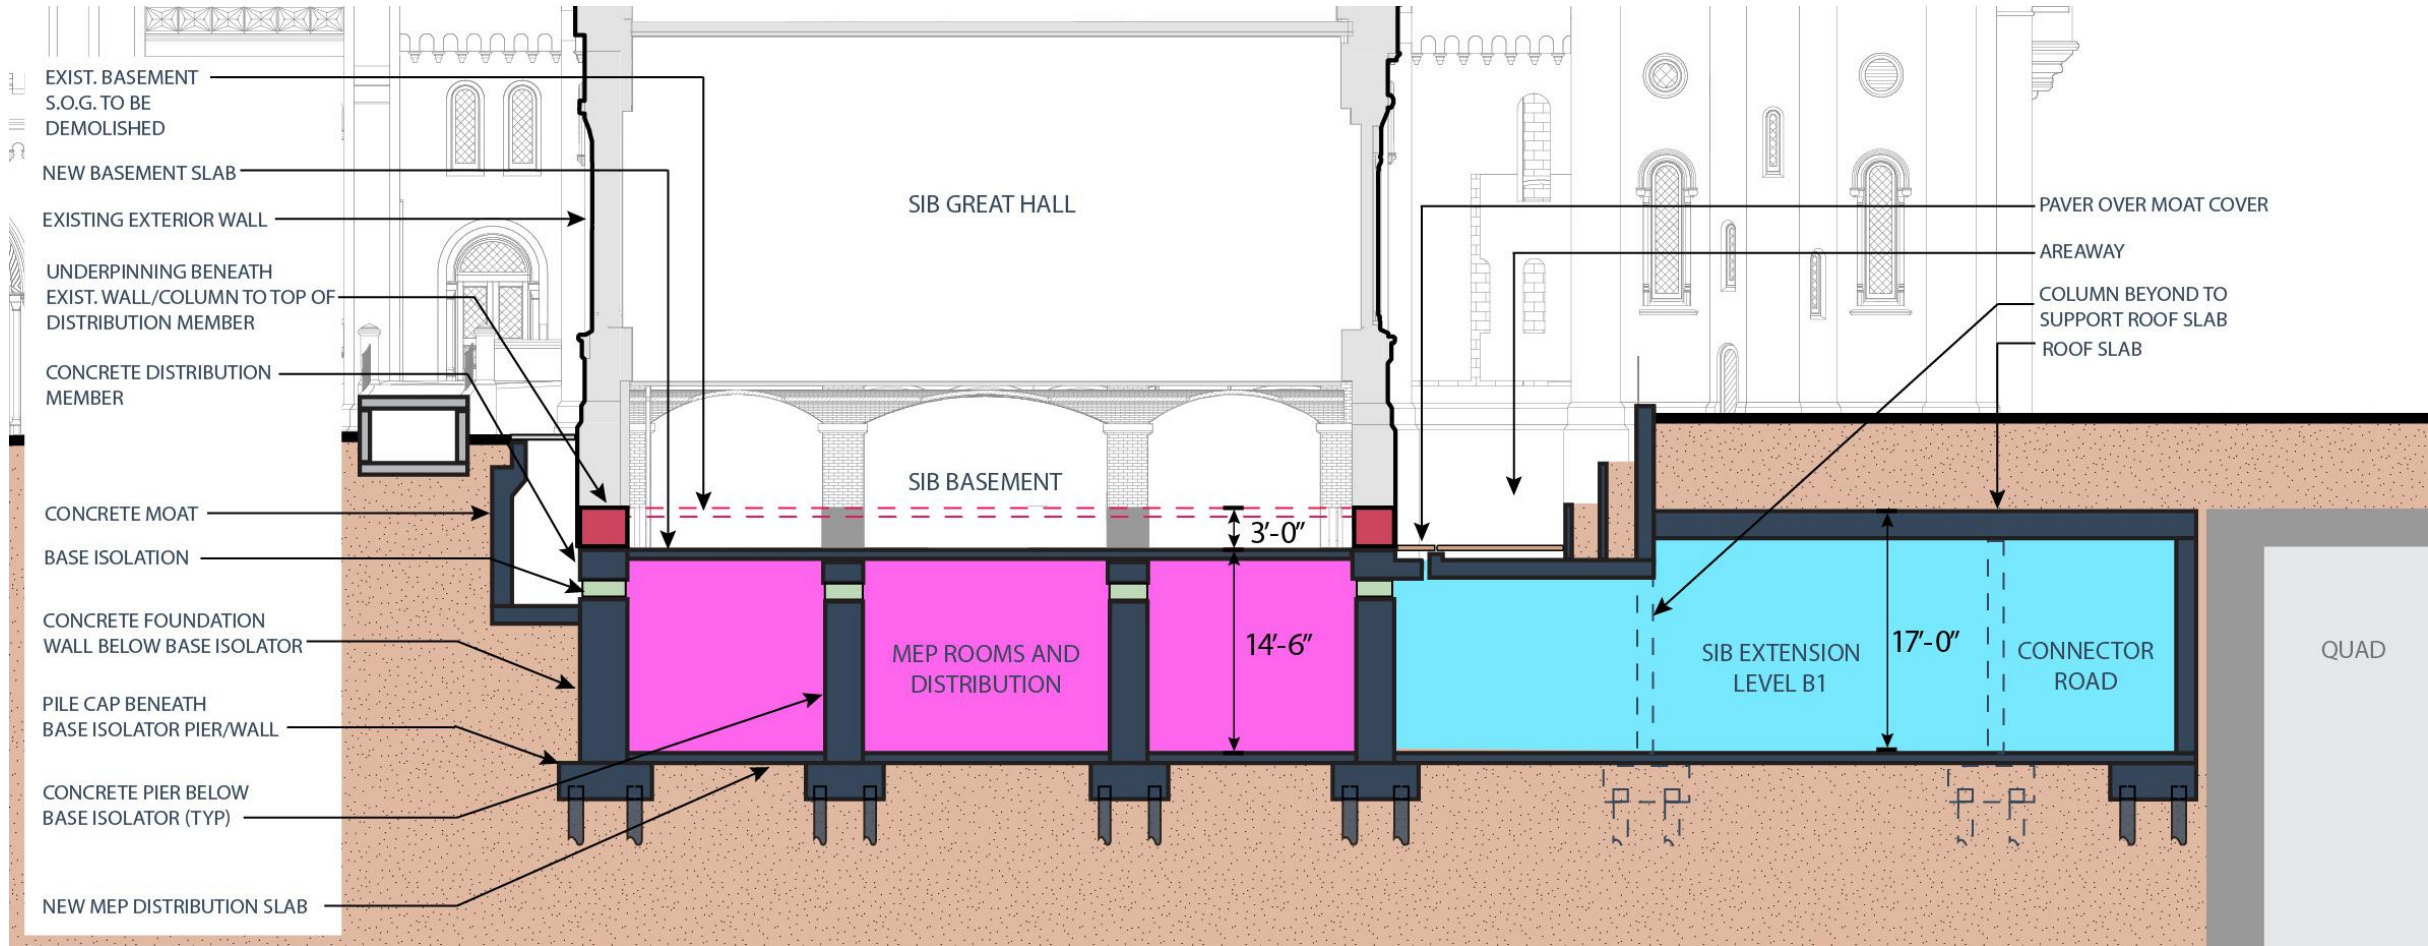 EXIST. BASEMENT
S.O.G. TO BE
DEMOLISHED
NEW BASEMENT SLAB
EXISTING EXTERIOR WALL
UNDERPINNING BENEATH
EXIST. WALL/COLUMN TO TOP OF
DISTRIBUTION MEMBER
CONCRETE DISTRIBUTION
MEMBER
CONCRETE MOAT
BASE ISOLATION
CONCRETE FOUNDATION
WALL BELOW BASE ISOLATOR
PILE CAP BENEATH
BASE ISOLATOR PIER/WALL
CONCRETE PIER BELOW
BASE ISOLATOR (TYP)
NEW MEP DISTRIBUTION SLAB
SIB GREAT HALL
SIB BASEMENT
3'-0"
14'-6"
MEP ROOMS AND
DISTRIBUTION
SIB EXTENSION
LEVEL B1
17'-0"
CONNECTOR
ROAD
QUAD
PAVER OVER MOAT COVER
AREAWAY
COLUMN BEYOND TO
SUPPORT ROOF SLAB
ROOF SLAB